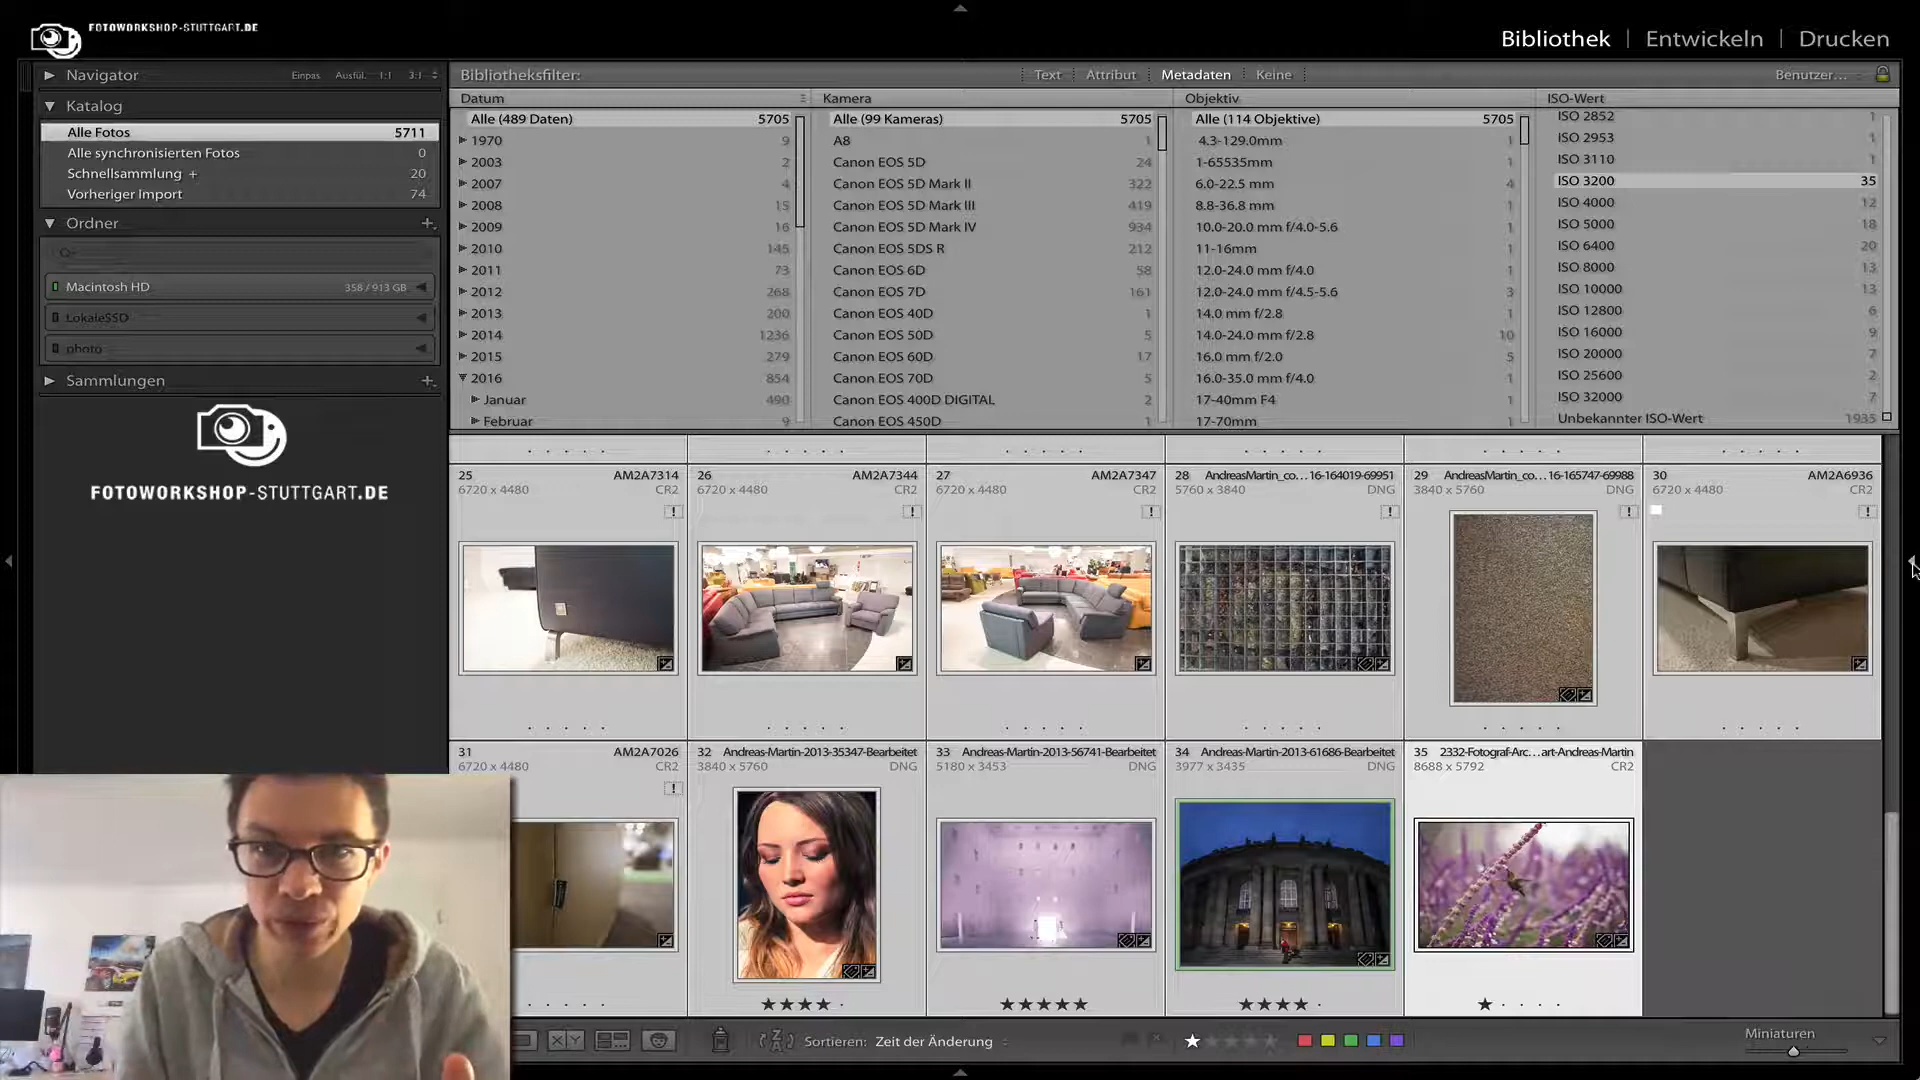 FOTOWORKSHOP-STUTTGART.DE
Bibliothek | Entwickeln | Drucken
Navigator Einpas. Ausfül. 1:1 3:1
Katalog
Alle Fotos 5711
Alle synchronisierten Fotos 0
Schnellsammlung + 20
Vorheriger Import 74
Ordner
Macintosh HD 358 / 913 GB
LokaleSSD
photo
Sammlungen
FOTOWORKSHOP-STUTTGART.DE
Bibliotheksfilter: Text Attribut Metadaten Keine Benutzer...
Datum Kamera Objektiv ISO-Wert
Alle (489 Daten) 5705
1970 9
2003 2
2007 4
2008 15
2009 16
2010 145
2011 73
2012 268
2013 200
2014 1236
2015 279
2016 854
Januar 490
Februar 9
Alle (99 Kameras) 5705
A8 1
Canon EOS 5D 24
Canon EOS 5D Mark II 322
Canon EOS 5D Mark III 419
Canon EOS 5D Mark IV 934
Canon EOS 5DS R 212
Canon EOS 6D 58
Canon EOS 7D 161
Canon EOS 40D 1
Canon EOS 50D 5
Canon EOS 60D 17
Canon EOS 70D 5
Canon EOS 400D DIGITAL 2
Canon EOS 450D 1
Alle (114 Objektive) 5705
4.3-129.0mm 1
1-65535mm 1
6.0-22.5 mm 4
8.8-36.8 mm 1
10.0-20.0 mm f/4.0-5.6 1
11-16mm 1
12.0-24.0 mm f/4.0 1
12.0-24.0 mm f/4.5-5.6 3
14.0 mm f/2.8 1
14.0-24.0 mm f/2.8 10
16.0 mm f/2.0 5
16.0-35.0 mm f/4.0 1
17-40mm F4 1
17-70mm 1
ISO 2852 1
ISO 2953 1
ISO 3110 1
ISO 3200 35
ISO 4000 12
ISO 5000 18
ISO 6400 20
ISO 8000 13
ISO 10000 13
ISO 12800 6
ISO 16000 9
ISO 20000 7
ISO 25600 2
ISO 32000 7
Unbekannter ISO-Wert 1935
25 AM2A7314
6720 x 4480 CR2
26 AM2A7344
6720 x 4480 CR2
27 AM2A7347
6720 x 4480 CR2
28 AndreasMartin_co...16-164019-69951
5760 x 3840 DNG
29 AndreasMartin_co...16-165747-69988
3840 x 5760 DNG
30 AM2A6936
6720 x 4480 CR2
31 AM2A7026
6720 x 4480 CR2
32 Andreas-Martin-2013-35347-Bearbeitet
3840 x 5760 DNG
33 Andreas-Martin-2013-56741-Bearbeitet
5180 x 3453 DNG
34 Andreas-Martin-2013-61686-Bearbeitet
3977 x 3435 DNG
35 2332-Fotograf-Arc...art-Andreas-Martin
8688 x 5792 CR2
XY Sortieren: Zeit der Änderung Miniaturen